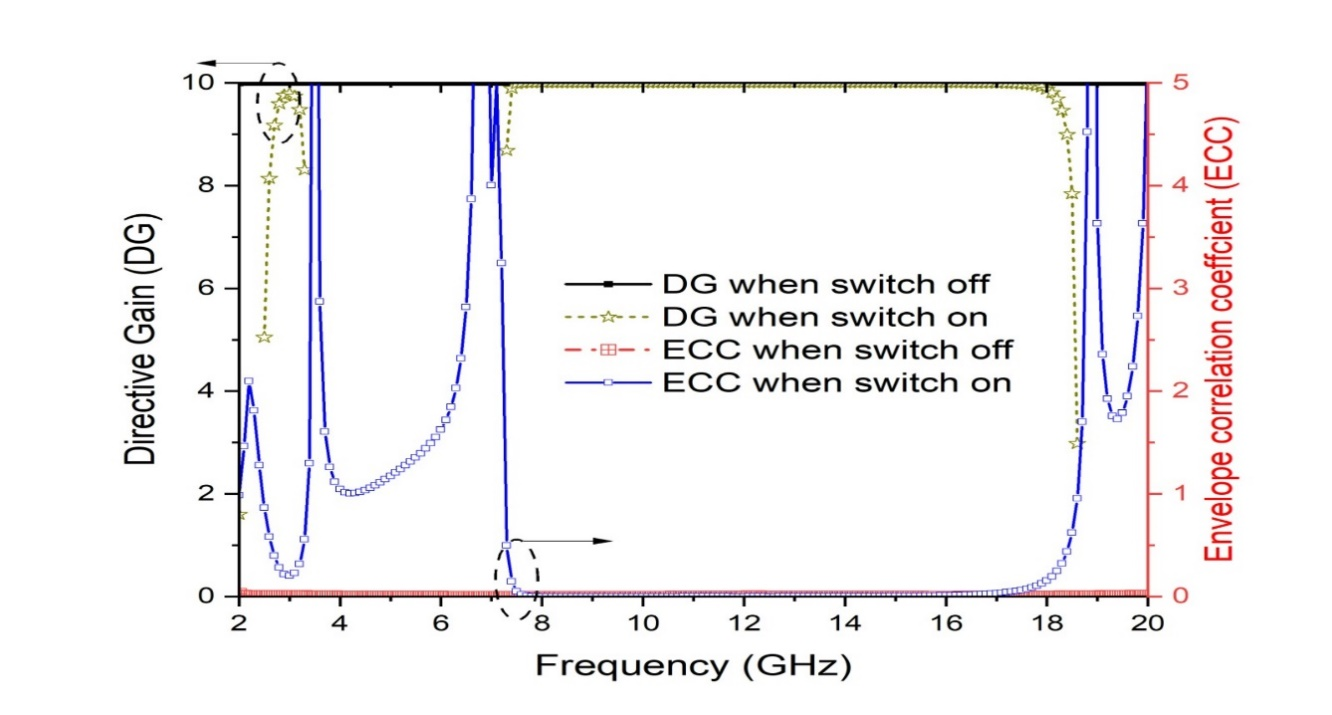 10
8
6
4
2
0
Directive Gain (DG)
DG when switch off
DG when switch on
ECC when switch off
ECC when switch on
5
4
3
2
1
0
Envelope correlation coeffcient (ECC)
2 4 6 8 10 12 14 16 18 20
Frequency (GHz)